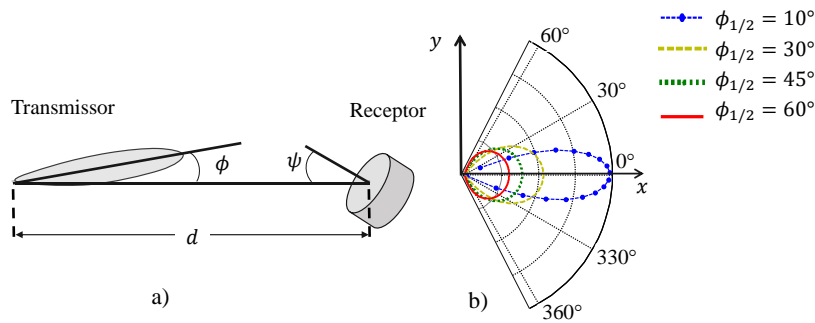 Transmissor
Receptor
ϕ
ψ
d
a)
y
60°
30°
0°
x
330°
360°
b)
ϕ1/2 = 10°
ϕ1/2 = 30°
ϕ1/2 = 45°
ϕ1/2 = 60°